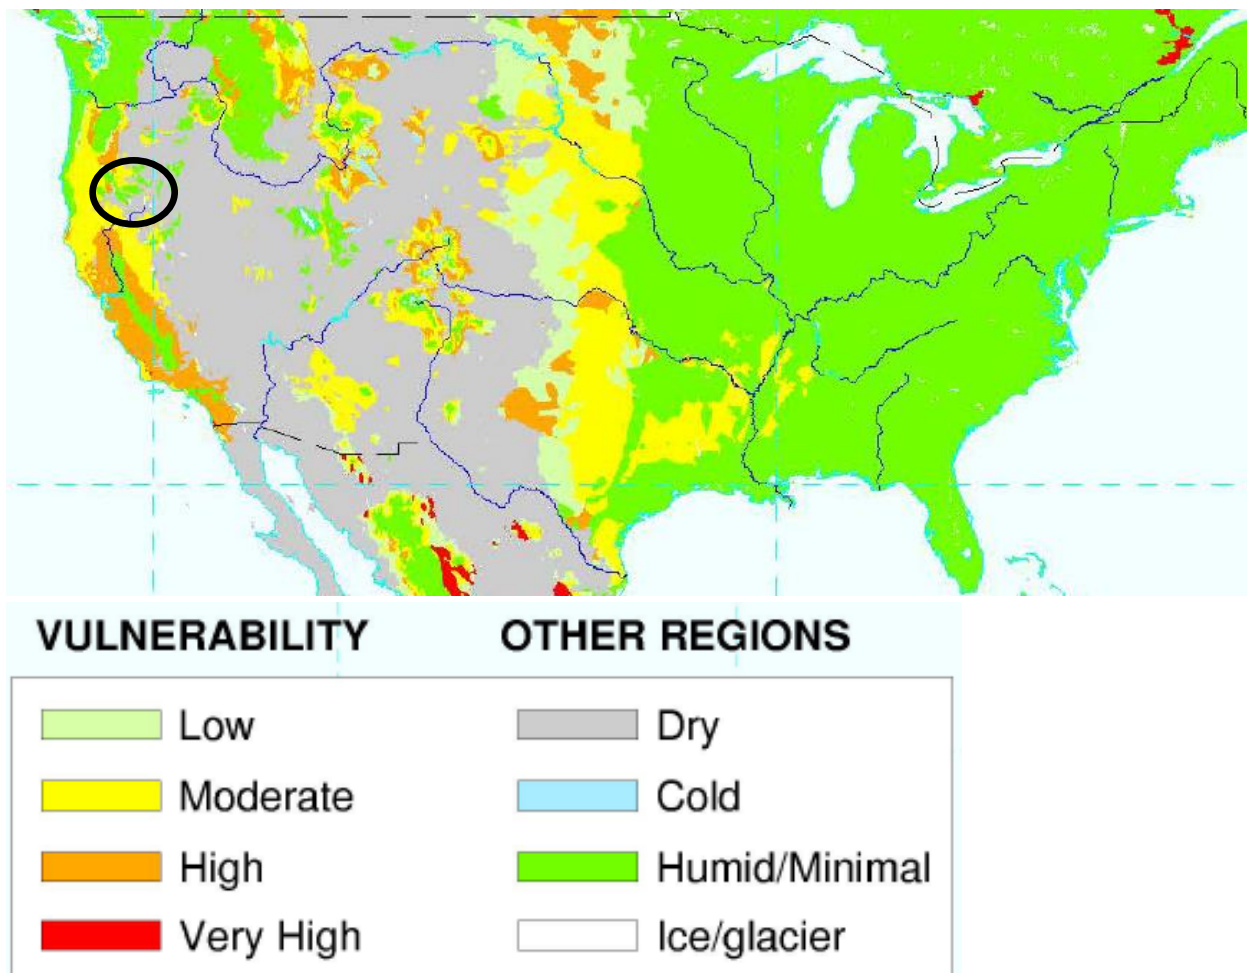 VULNERABILITY OTHER REGIONS
Low Dry
Moderate Cold
High Humid/Minimal
Very High Ice/glacier